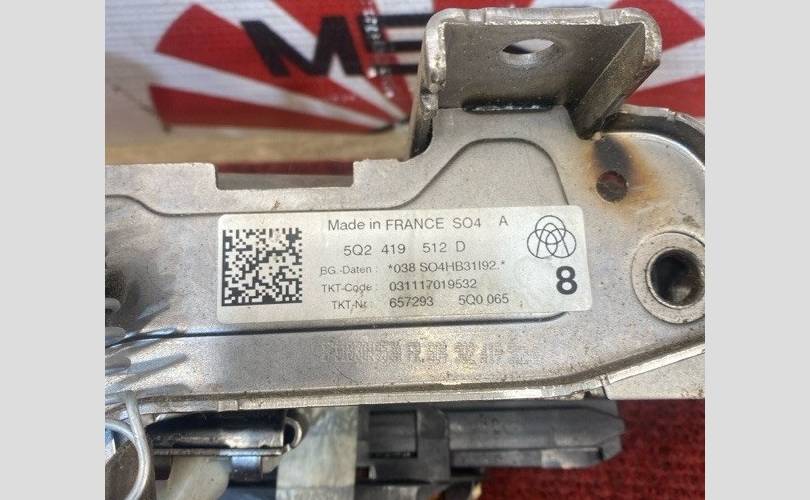 ME
Made in FRANCE SO4 A
5Q2 419 512 D
BG.-Daten : *038 SO4HB31I92.*
TKT-Code : 031117019532
TKT-Nr. : 657293 5Q0 065
8